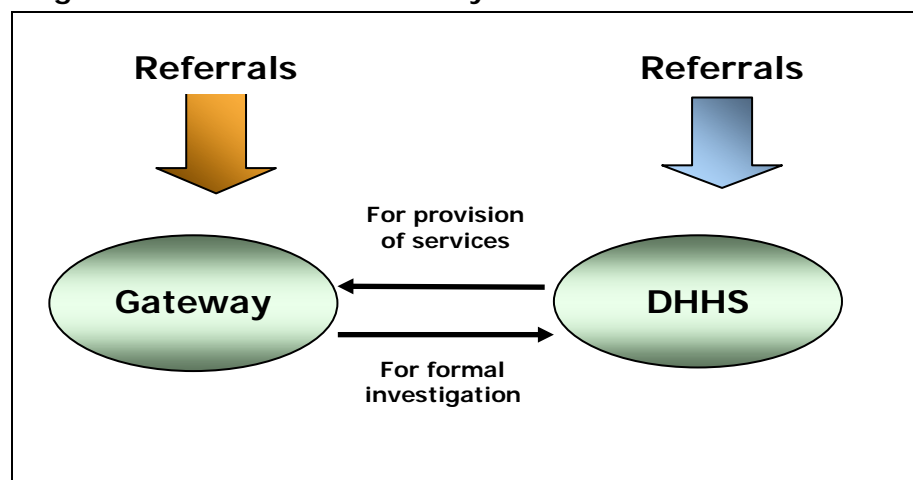 Referrals
Referrals
For provision
of services
Gateway
DHHS
For formal
investigation